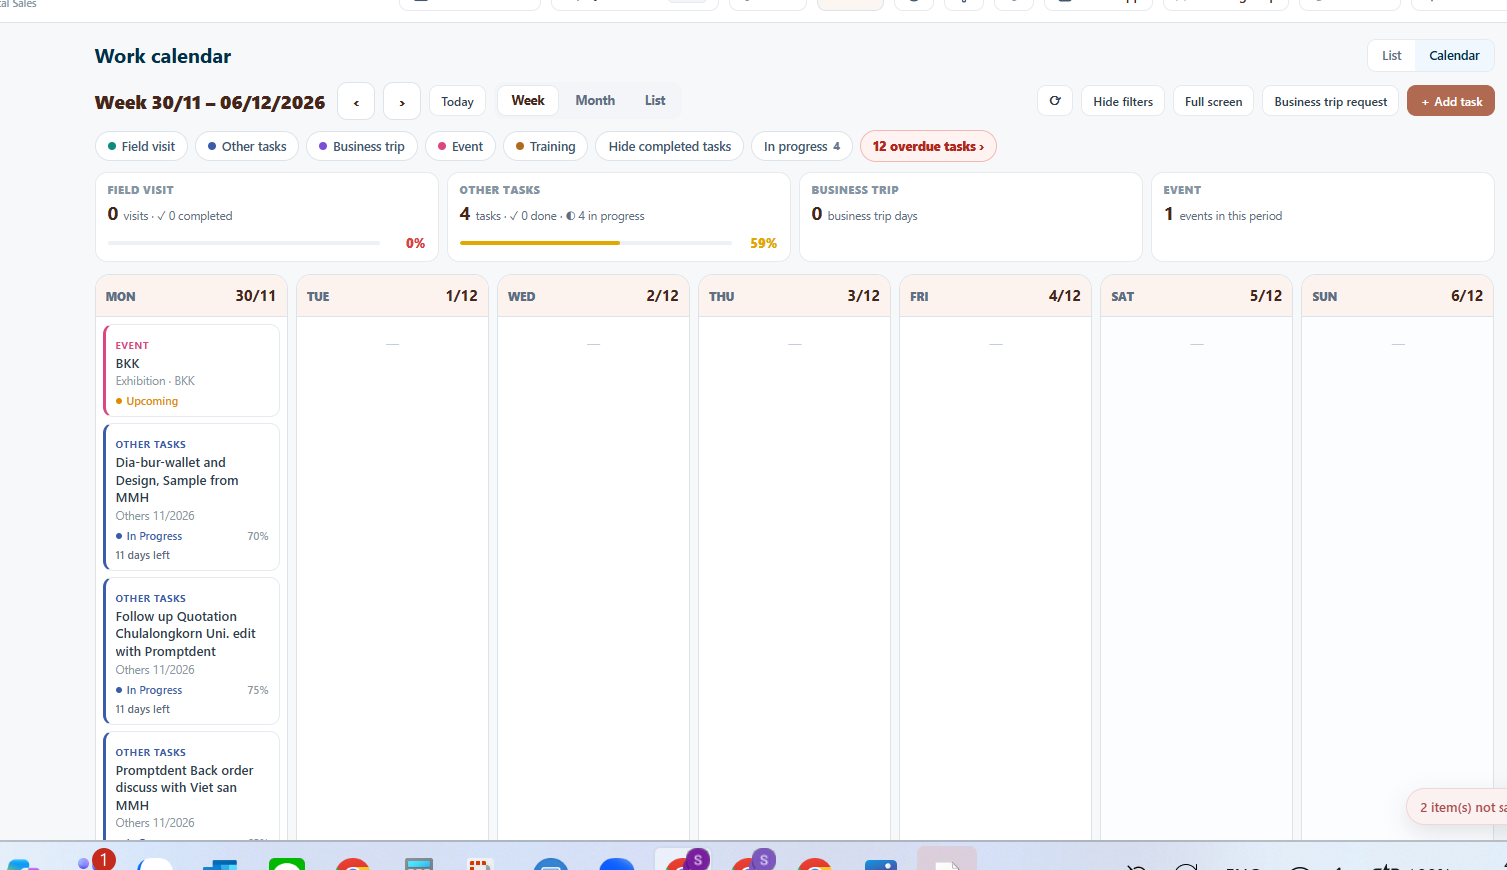 Work calendar
List
Calendar
Week 30/11 – 06/12/2026
‹
›
Today
Week
Month
List
Hide filters
Full screen
Business trip request
+ Add task
Field visit
Other tasks
Business trip
Event
Training
Hide completed tasks
In progress 4
12 overdue tasks ›
FIELD VISIT
0 visits · ✓ 0 completed
0%
OTHER TASKS
4 tasks · ✓ 0 done · ◐ 4 in progress
59%
BUSINESS TRIP
0 business trip days
EVENT
1 events in this period
MON 30/11
TUE 1/12
WED 2/12
THU 3/12
FRI 4/12
SAT 5/12
SUN 6/12
—
—
—
—
—
—
EVENT
BKK
Exhibition · BKK
Upcoming
OTHER TASKS
Dia-bur-wallet and
Design, Sample from
MMH
Others 11/2026
In Progress 70%
11 days left
OTHER TASKS
Follow up Quotation
Chulalongkorn Uni. edit
with Promptdent
Others 11/2026
In Progress 75%
11 days left
OTHER TASKS
Promptdent Back order
discuss with Viet san
MMH
Others 11/2026
2 item(s) not
1
S
S